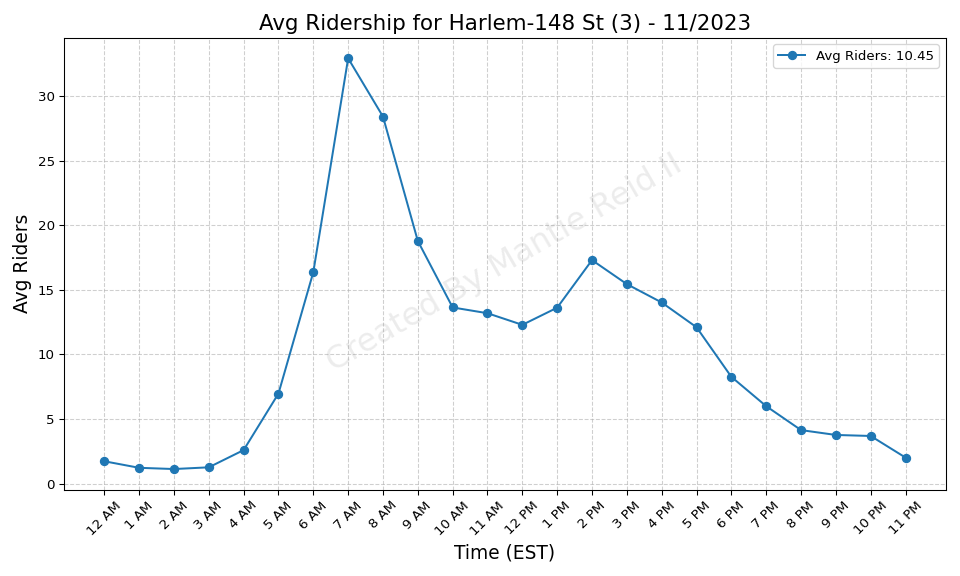 Avg Ridership for Harlem-148 St (3) - 11/2023
Avg Riders: 10.45
30
25
20
15
10
5
0
Avg Riders
Created By Mantle Reid II
12 AM
1 AM
2 AM
3 AM
4 AM
5 AM
6 AM
7 AM
8 AM
9 AM
10 AM
11 AM
12 PM
1 PM
2 PM
3 PM
4 PM
5 PM
6 PM
7 PM
8 PM
9 PM
10 PM
11 PM
Time (EST)